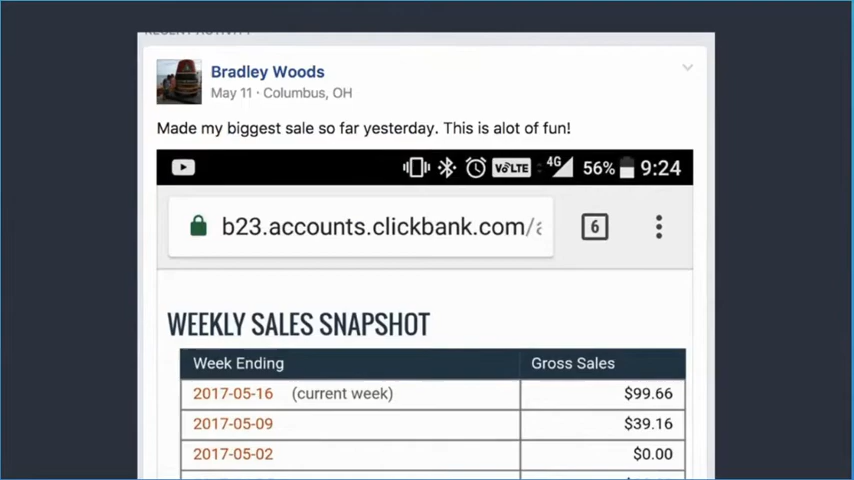 RECENT ACTIVITY
Bradley Woods
May 11 · Columbus, OH
Made my biggest sale so far yesterday. This is alot of fun!
VoLTE 4G 56% 9:24
b23.accounts.clickbank.com/a 6
WEEKLY SALES SNAPSHOT
Week Ending Gross Sales
2017-05-16 (current week) $99.66
2017-05-09 $39.16
2017-05-02 $0.00